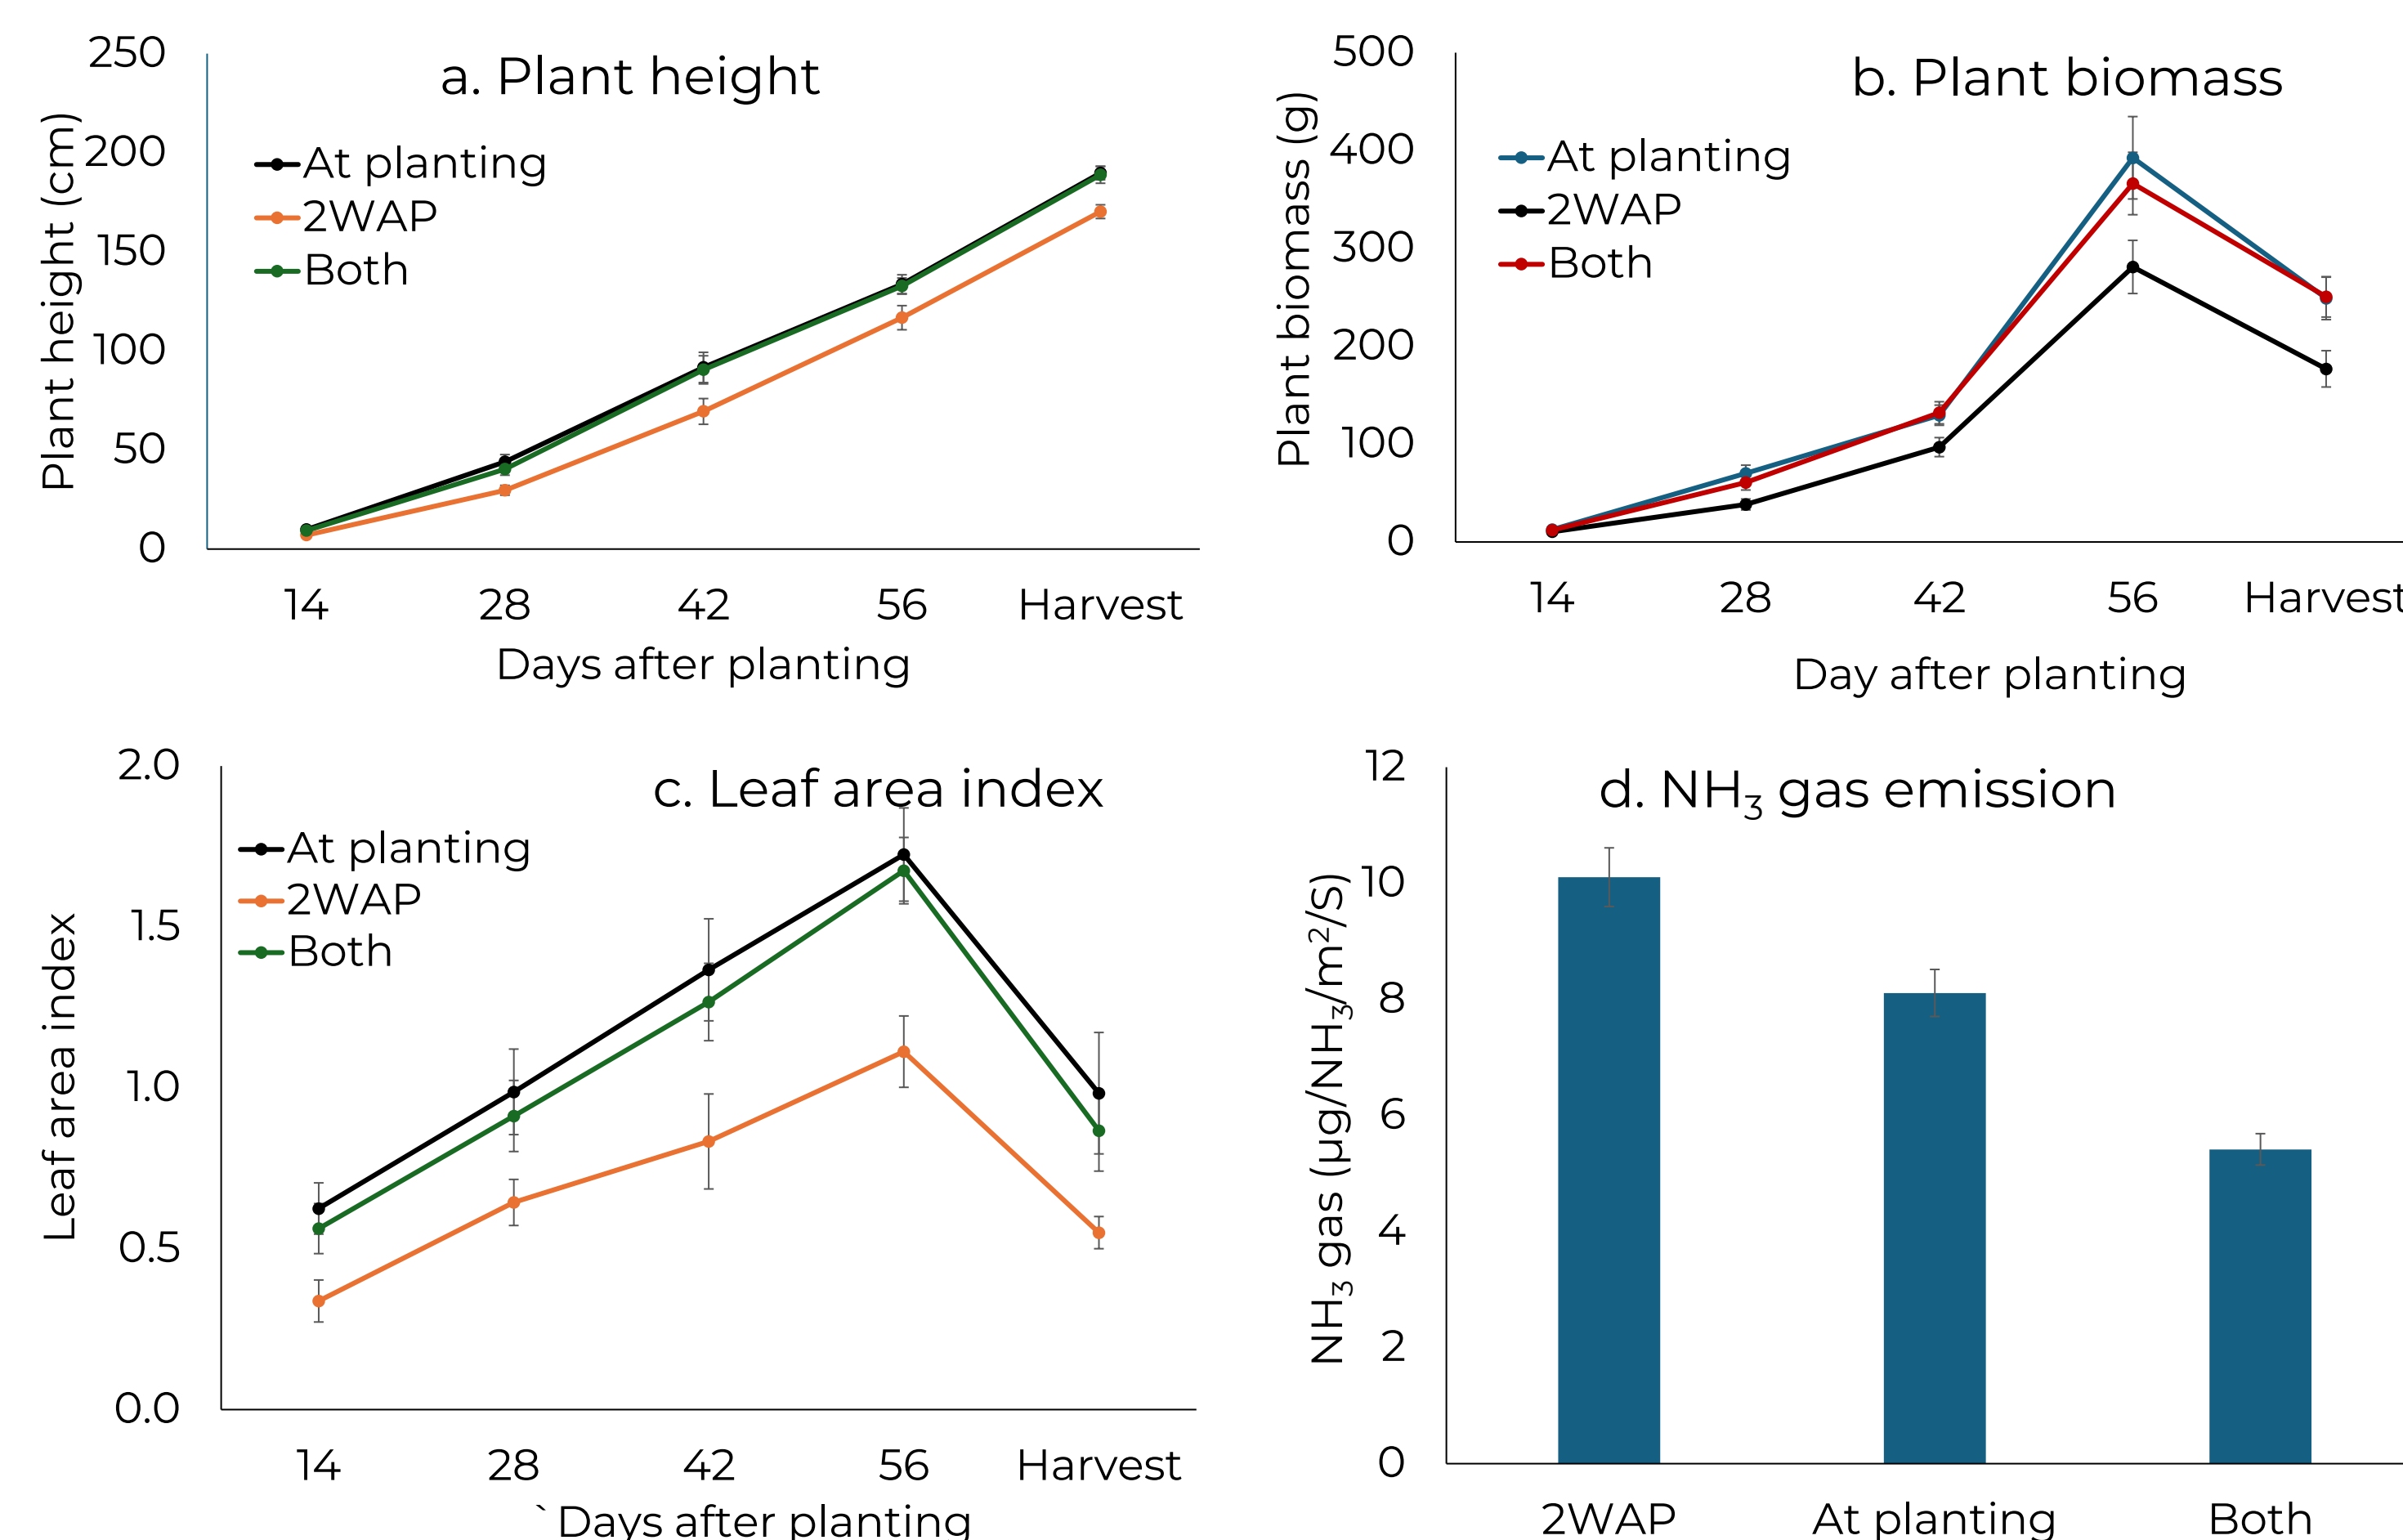 a. Plant height
Plant height (cm)
250
200
150
100
50
0
At planting
2WAP
Both
14 28 42 56 Harvest
Days after planting
b. Plant biomass
Plant biomass (g)
500
400
300
200
100
0
At planting
2WAP
Both
14 28 42 56 Harvest
Day after planting
c. Leaf area index
Leaf area index
2.0
1.5
1.0
0.5
0.0
At planting
2WAP
Both
14 28 42 56 Harvest
`Days after planting
d. NH₃ gas emission
NH₃ gas (µg/NH₃/m²/S)
12
10
8
6
4
2
0
2WAP At planting Both